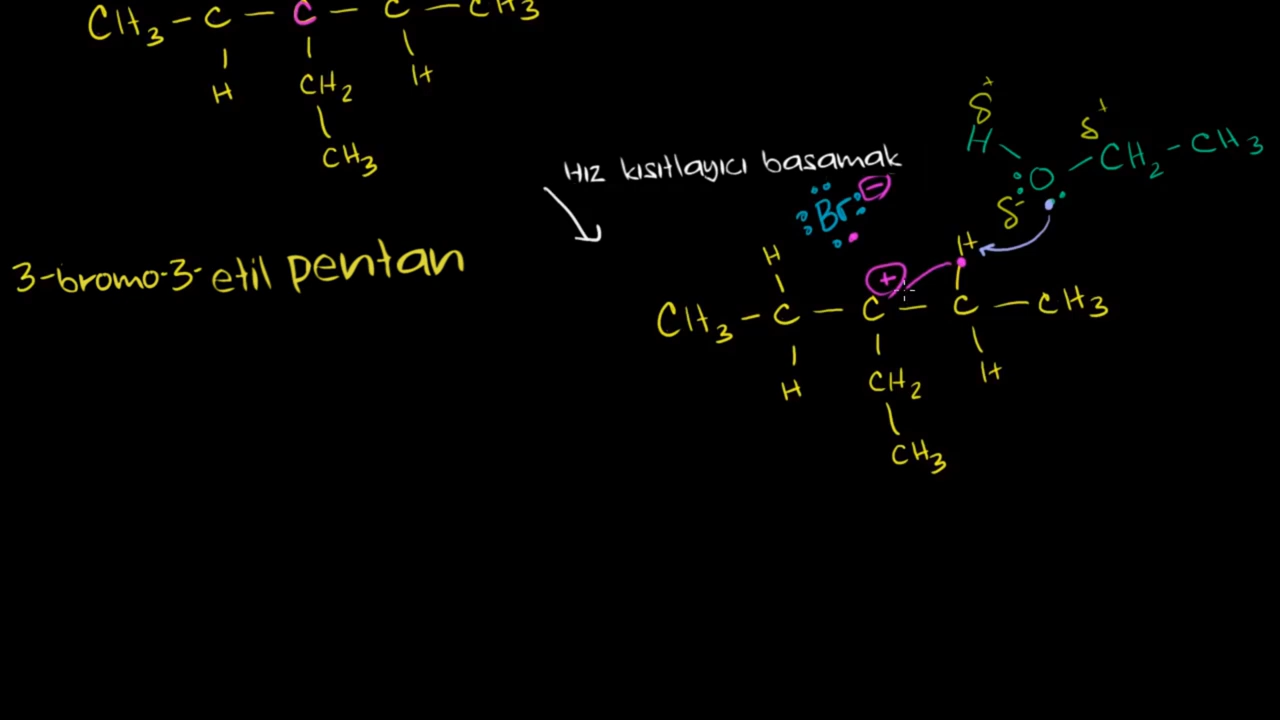 CH3 – C – C – C – CH3
H CH2 H
CH3
δ+ δ+
H O – CH2 – CH3
δ-
Hız kısıtlayıcı basamak
Br –
3-bromo-3-etil pentan
H + H
CH3 – C – C – C – CH3
H CH2 H
CH3